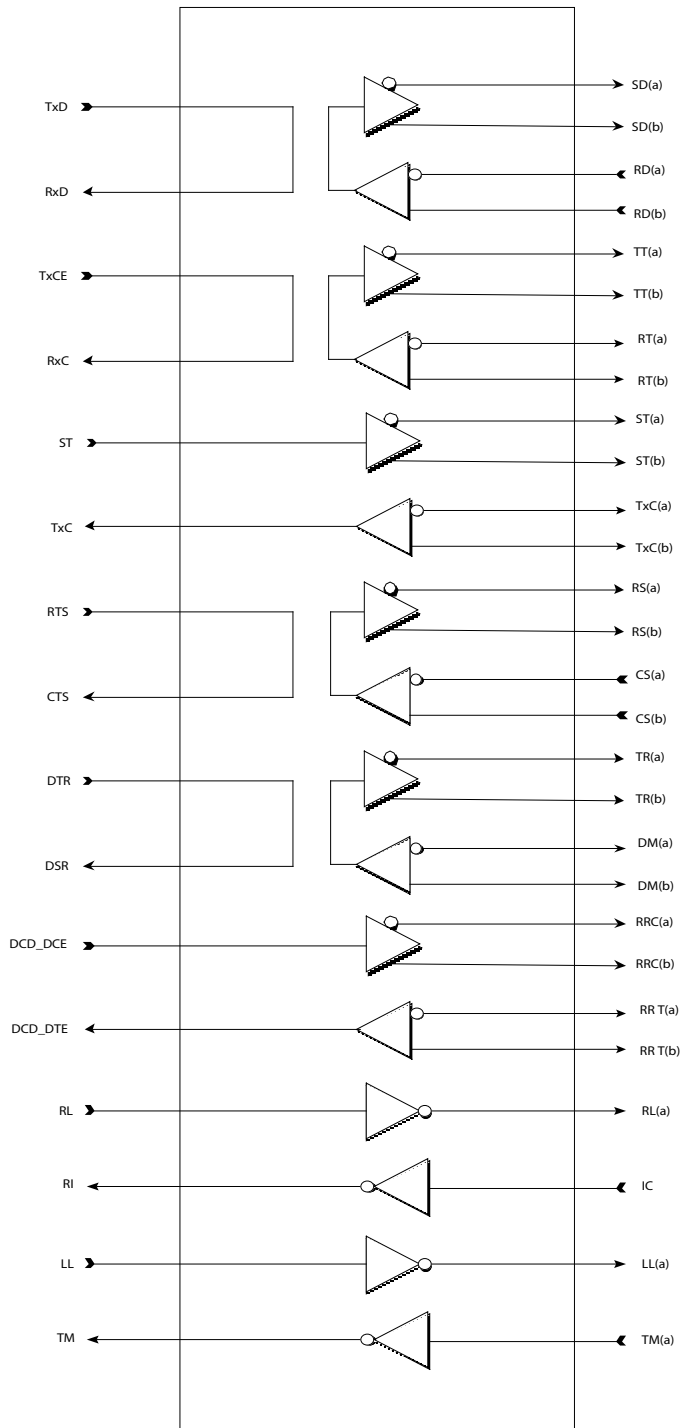 TxD
SD(a)
SD(b)
RxD
RD(a)
RD(b)
TxCE
TT(a)
TT(b)
RxC
RT(a)
RT(b)
ST
ST(a)
ST(b)
TxC
TxC(a)
TxC(b)
RTS
RS(a)
RS(b)
CTS
CS(a)
CS(b)
DTR
TR(a)
TR(b)
DSR
DM(a)
DM(b)
DCD_DCE
RRC(a)
RRC(b)
DCD_DTE
RR T(a)
RR T(b)
RL
RL(a)
RI
IC
LL
LL(a)
TM
TM(a)